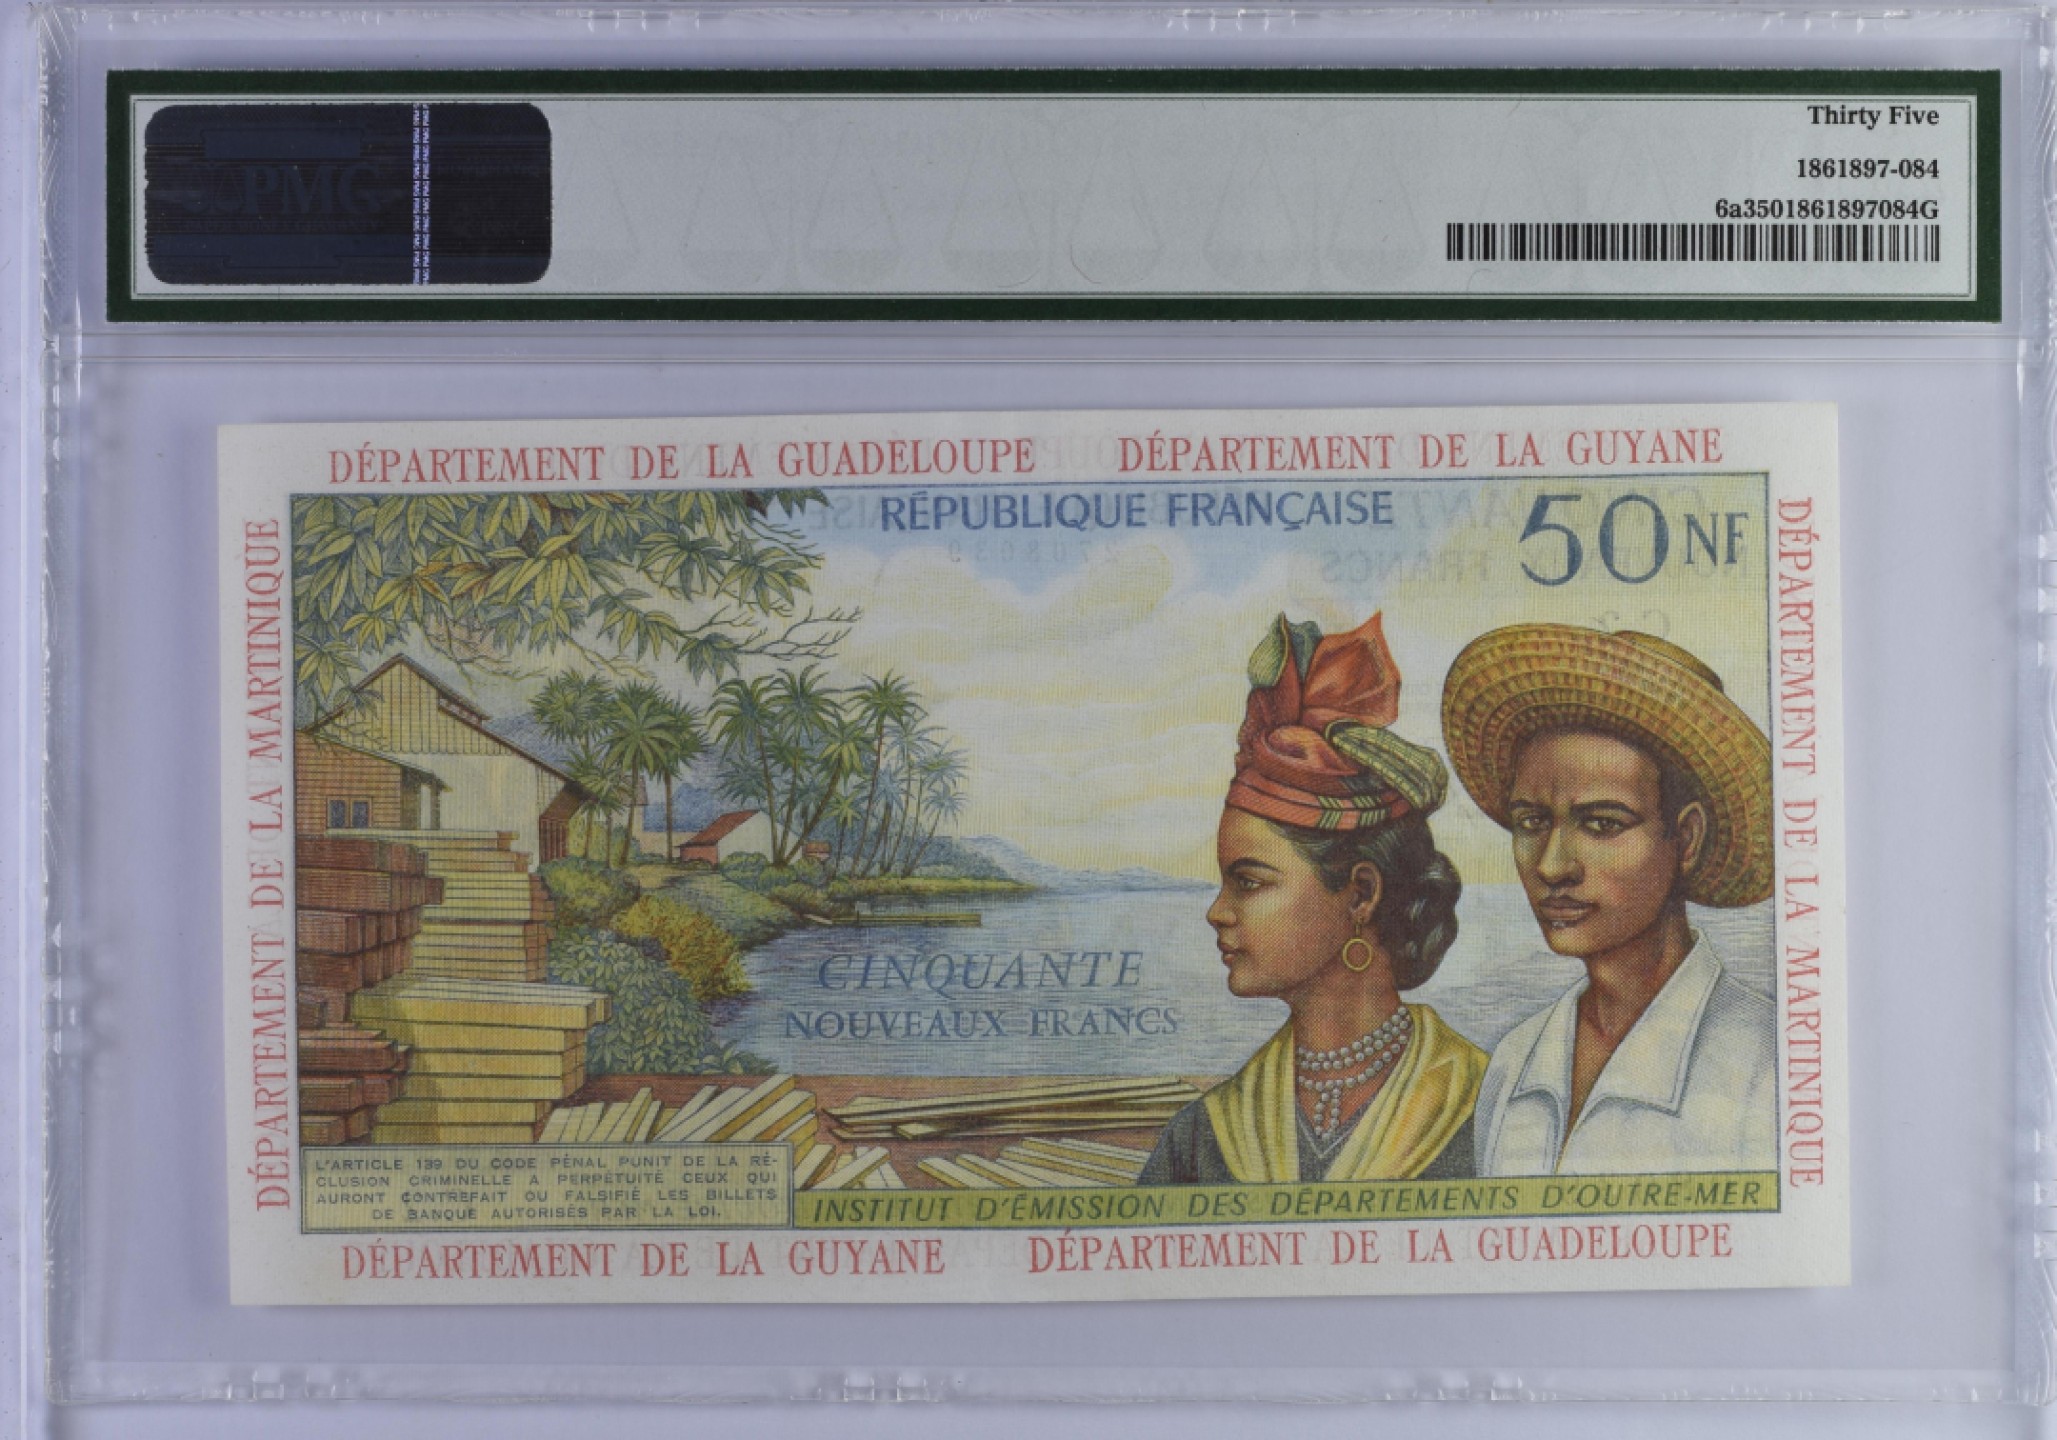 Thirty Five
1861897-084
6a3501861897084G
PMG
DÉPARTEMENT DE LA GUADELOUPE DÉPARTEMENT DE LA GUYANE
RÉPUBLIQUE FRANÇAISE
50 NF
DÉPARTEMENT DE LA MARTINIQUE
DÉPARTEMENT DE LA MARTINIQUE
CINQUANTE
NOUVEAUX FRANCS
L'ARTICLE 139 DU CODE PÉNAL PUNIT DE LA RÉ-
CLUSION CRIMINELLE A PERPÉTUITÉ CEUX QUI
AURONT CONTREFAIT OU FALSIFIÉ LES BILLETS
DE BANQUE AUTORISÉS PAR LA LOI.
INSTITUT D'ÉMISSION DES DÉPARTEMENTS D'OUTRE-MER
DÉPARTEMENT DE LA GUYANE DÉPARTEMENT DE LA GUADELOUPE